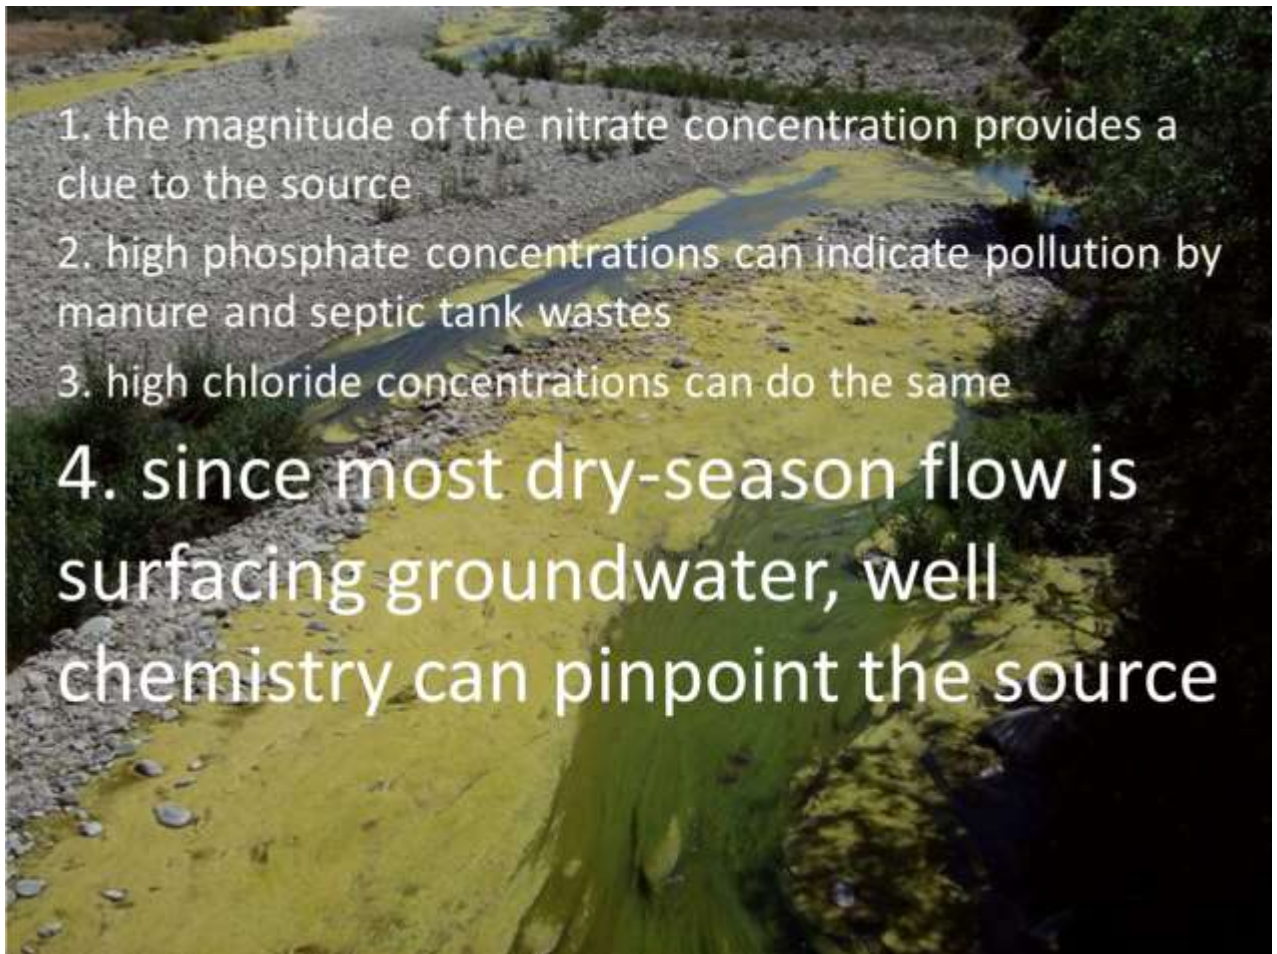 1. the magnitude of the nitrate concentration provides a
clue to the source
2. high phosphate concentrations can indicate pollution by
manure and septic tank wastes
3. high chloride concentrations can do the same
4. since most dry-season flow is
surfacing groundwater, well
chemistry can pinpoint the source